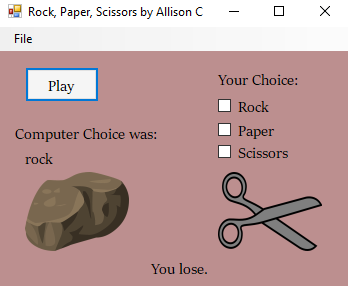 Rock, Paper, Scissors by Allison C
File
Play
Your Choice:
Rock
Paper
Scissors
Computer Choice was:
rock
You lose.